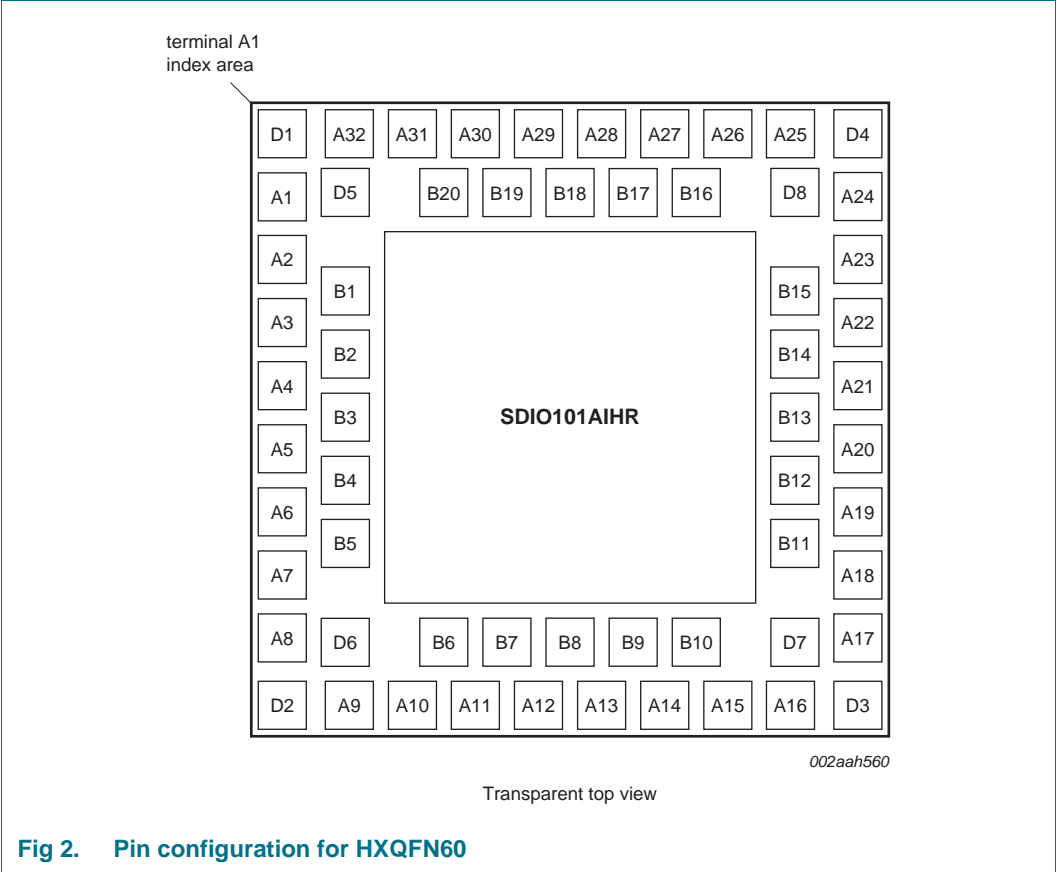 terminal A1
index area
D1 A32 A31 A30 A29 A28 A27 A26 A25 D4
A1 D5 B20 B19 B18 B17 B16 D8 A24
A2 A23
B1 B15
A3 A22
B2 B14
A4 A21
B3 SDIO101AIHR B13
A5 A20
B4 B12
A6 A19
B5 B11
A7 A18
A8 D6 B6 B7 B8 B9 B10 D7 A17
D2 A9 A10 A11 A12 A13 A14 A15 A16 D3
002aah560
Transparent top view
Fig 2. Pin configuration for HXQFN60